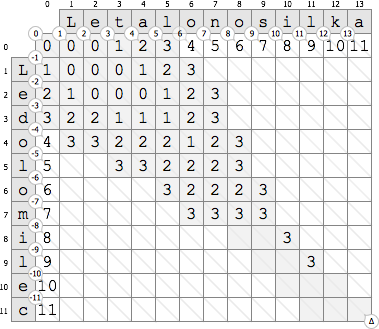 0 1 2 3 4 5 6 7 8 9 10 11 12 13
L e t a l o n o s i l k a
0 1 2 3 4 5 6 7 8 9 10 11 12 13
0 0 0 0 1 2 3 4 5 6 7 8 9 10 11
-1
1 L 1 0 0 0 1 2 3
-2
2 e 2 1 0 0 0 1 2 3
-3
3 d 3 2 2 1 1 1 2 3
-4
4 o 4 3 3 2 2 2 1 2 3
-5
5 l 5 3 3 2 2 2 3
-6
6 o 6 3 2 2 2 3
-7
7 m 7 3 3 3 3
-8
8 i 8 3
-9
9 l 9 3
-10
10 e 10
-11
11 c 11
Δ